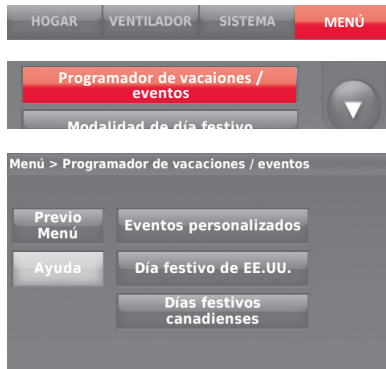 HOGAR VENTILADOR SISTEMA MENÚ
Programador de vacaiones /
eventos
Modalidad de día festivo
Menú > Programador de vacaciones / eventos
Previo
Menú
Eventos personalizados
Ayuda
Día festivo de EE.UU.
Días festivos
canadienses